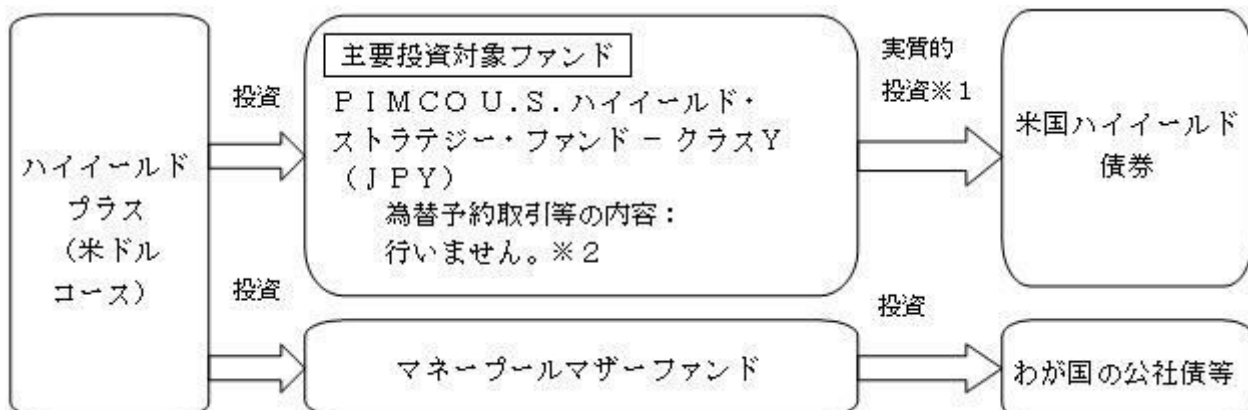 ハイイールド
プラス
(米ドル
コース)
投資
投資
主要投資対象ファンド
PIMCO U.S.ハイイールド・
ストラテジー・ファンド-クラスY
(JPY)
為替予約取引等の内容:
行いません。※2
マネープールマザーファンド
実質的
投資※1
投資
米国ハイイールド
債券
わが国の公社債等